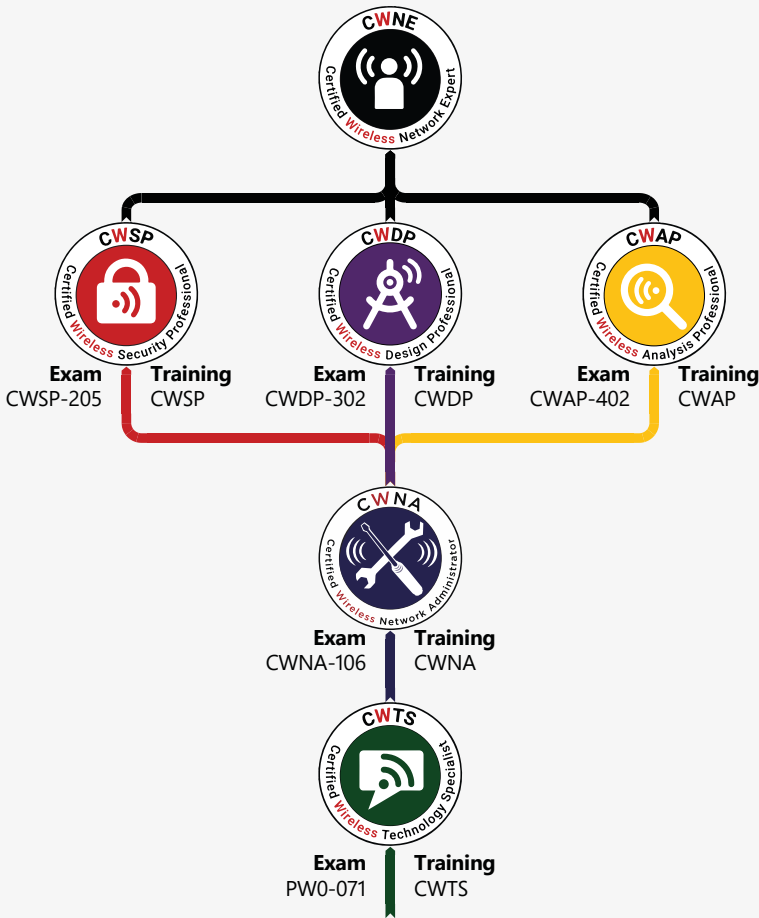 CWNE
Certified Wireless Network Expert
CWSP
Certified Wireless Security Professional
CWDP
Certified Wireless Design Professional
CWAP
Certified Wireless Analysis Professional
Exam Training
CWSP-205 CWSP
Exam Training
CWDP-302 CWDP
Exam Training
CWAP-402 CWAP
CWNA
Certified Wireless Network Administrator
Exam Training
CWNA-106 CWNA
CWTS
Certified Wireless Technology Specialist
Exam Training
PW0-071 CWTS